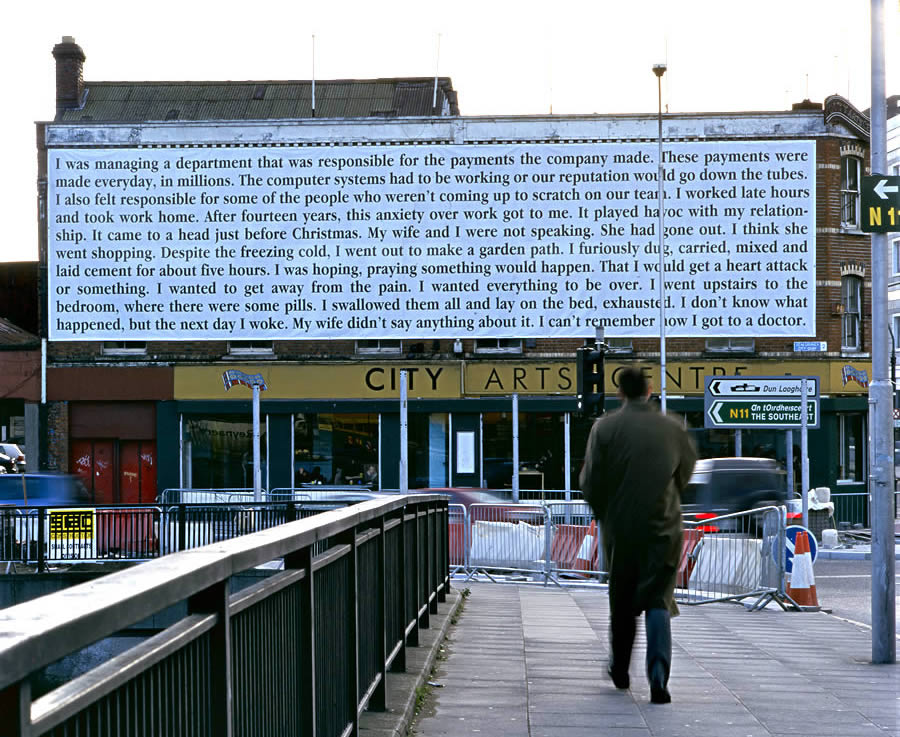 I was managing a department that was responsible for the payments the company made. These payments were
made everyday, in millions. The computer systems had to be working or our reputation would go down the tubes.
I also felt responsible for some of the people who weren't coming up to scratch on our team. I worked late hours
and took work home. After fourteen years, this anxiety over work got to me. It played havoc with my relation-
ship. It came to a head just before Christmas. My wife and I were not speaking. She had gone out. I think she
went shopping. Despite the freezing cold, I went out to make a garden path. I furiously dug, carried, mixed and
laid cement for about five hours. I was hoping, praying something would happen. That I would get a heart attack
or something. I wanted to get away from the pain. I wanted everything to be over. I went upstairs to the
bedroom, where there were some pills. I swallowed them all and lay on the bed, exhausted. I don't know what
happened, but the next day I woke. My wife didn't say anything about it. I can't remember how I got to a doctor.
N 11
CITY ARTS CENTRE
Dún Laoghaire
N11 An tOirdheisceart
THE SOUTHEAST